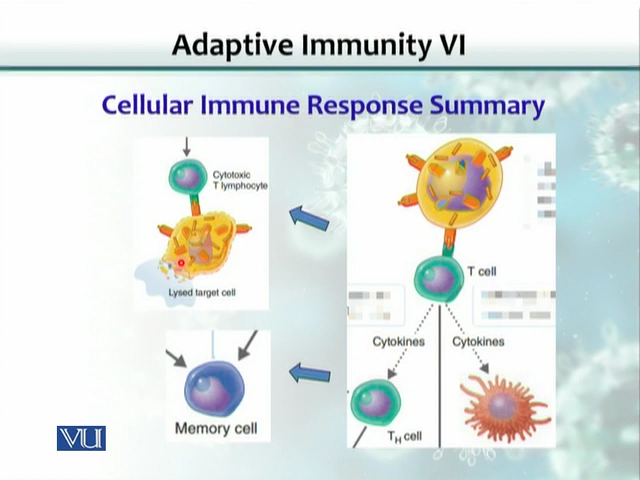 Adaptive Immunity VI
Cellular Immune Response Summary
Cytotoxic
T lymphocyte
Lysed target cell
T cell
Cytokines
Cytokines
Memory cell
TH cell
VU